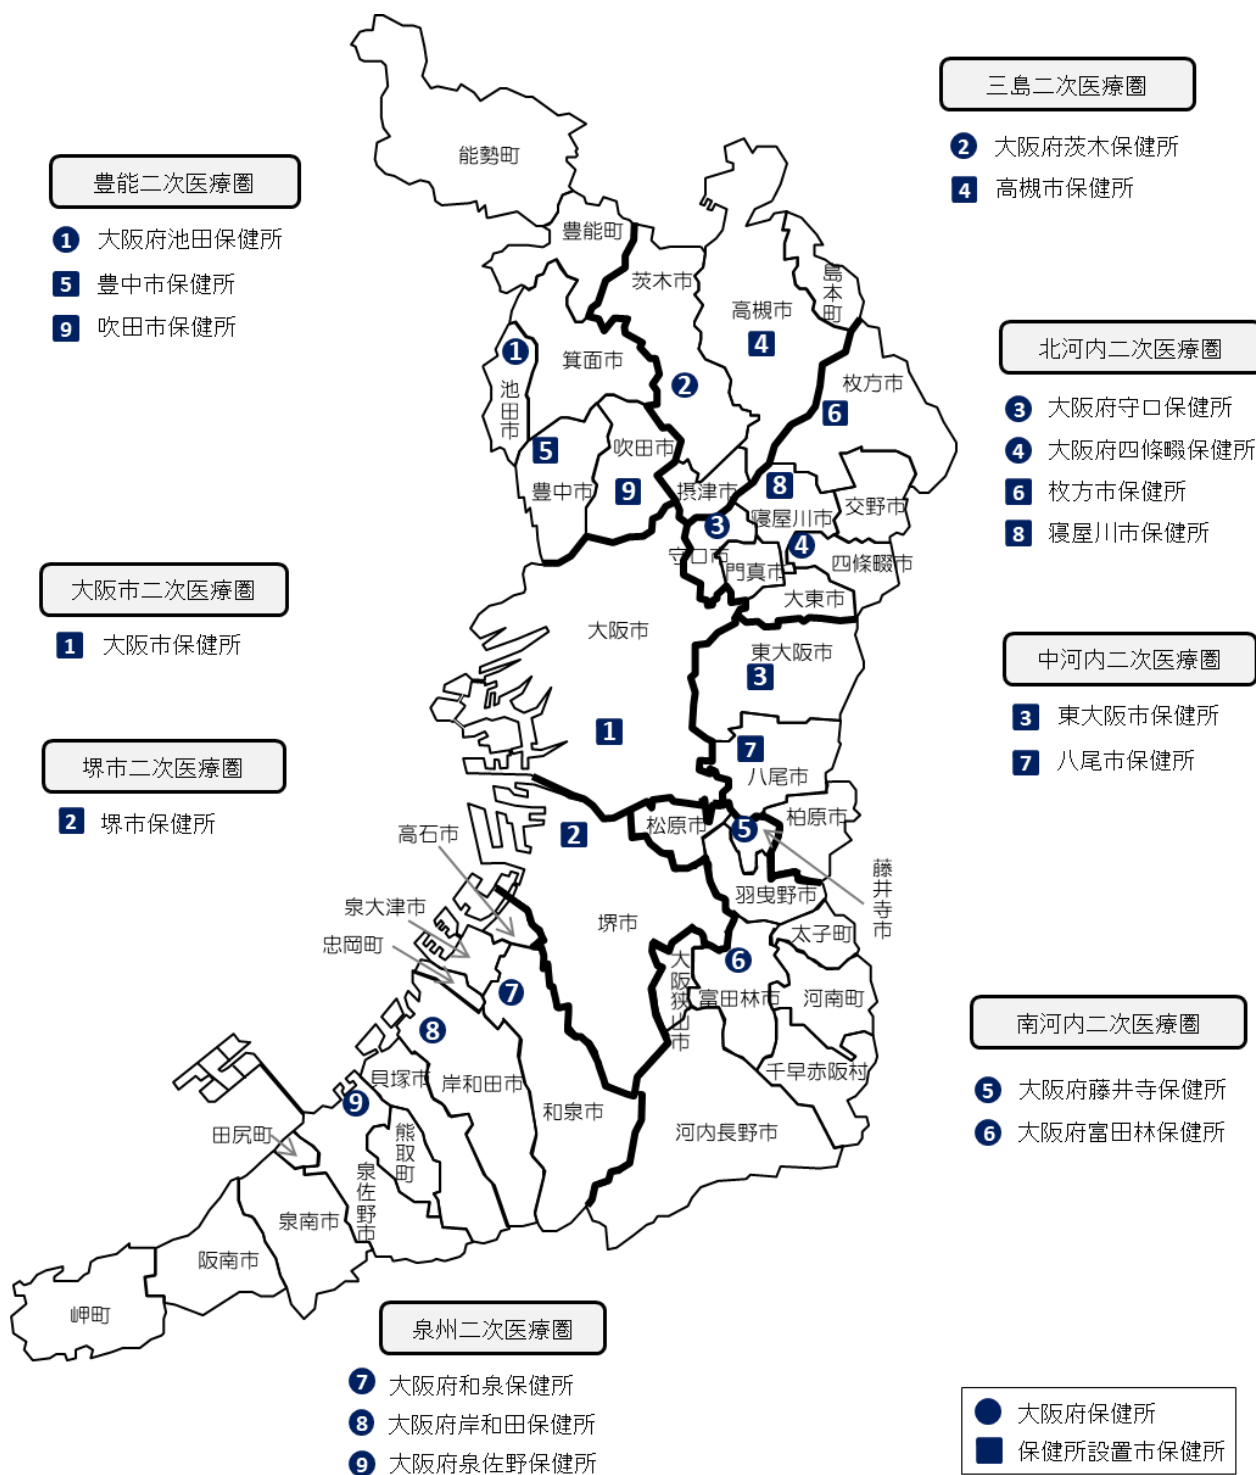 三島二次医療圏
2 大阪府茨木保健所
4 高槻市保健所
豊能二次医療圏
1 大阪府池田保健所
5 豊中市保健所
9 吹田市保健所
北河内二次医療圏
3 大阪府守口保健所
4 大阪府四條畷保健所
6 枚方市保健所
8 寝屋川市保健所
大阪市二次医療圏
1 大阪市保健所
中河内二次医療圏
3 東大阪市保健所
7 八尾市保健所
堺市二次医療圏
2 堺市保健所
南河内二次医療圏
5 大阪府藤井寺保健所
6 大阪府富田林保健所
泉州二次医療圏
7 大阪府和泉保健所
8 大阪府岸和田保健所
9 大阪府泉佐野保健所
大阪府保健所
保健所設置市保健所
能勢町
豊能町
茨木市
島本町
高槻市
4
箕面市
1
池田市
2
枚方市
6
5
吹田市
豊中市
9
摂津市
8
寝屋川市
交野市
3
守口市
4
門真市
四條畷市
大東市
大阪市
東大阪市
3
1
7
八尾市
2
松原市
5
柏原市
高石市
藤井寺市
羽曳野市
泉大津市
堺市
太子町
忠岡町
大阪狭山市
6
富田林市
河南町
7
8
千早赤阪村
貝塚市
岸和田市
9
和泉市
河内長野市
田尻町
熊取町
泉佐野市
泉南市
阪南市
岬町